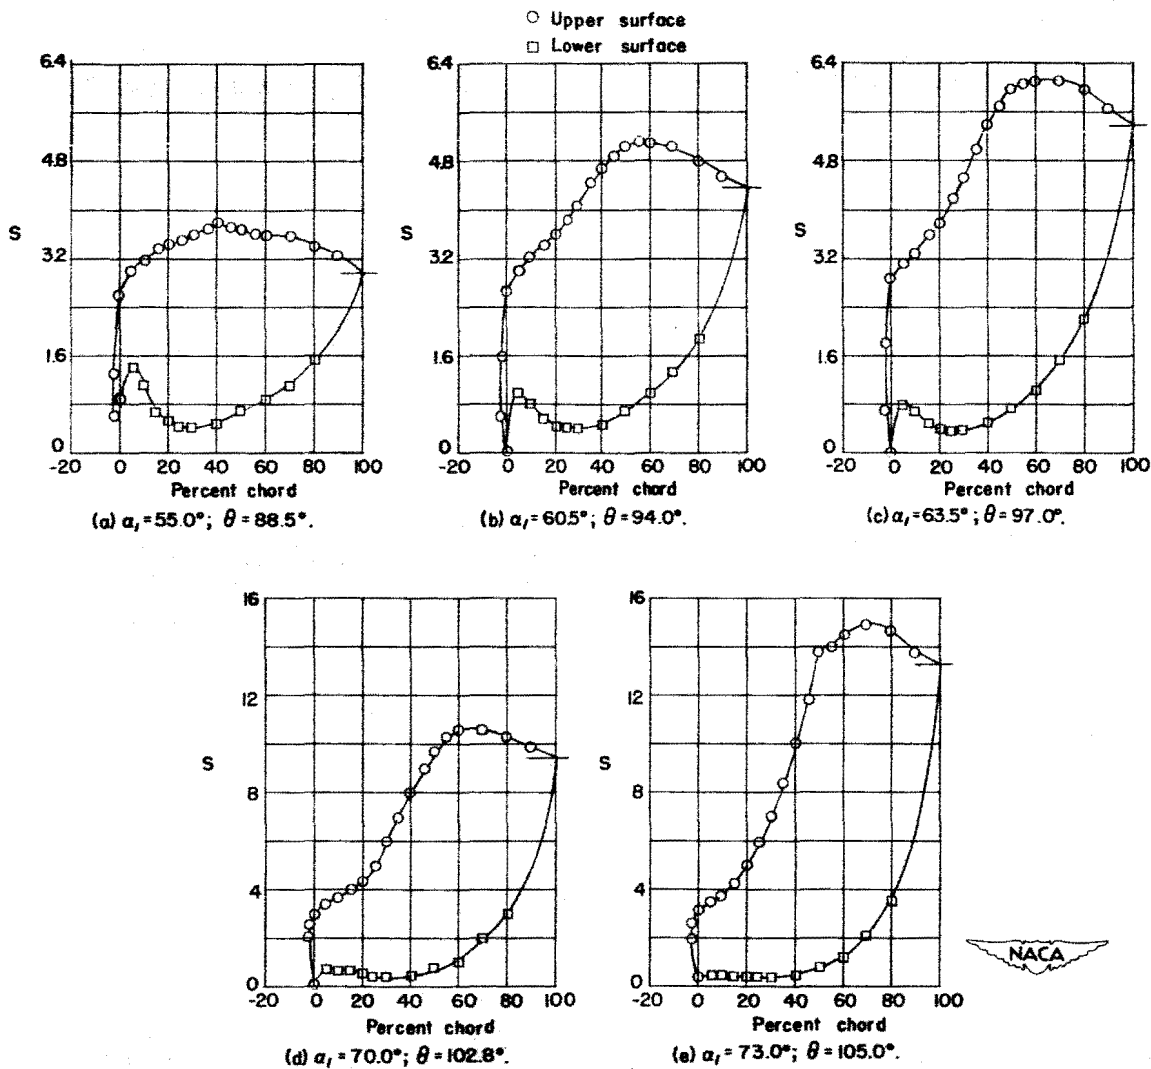 ○ Upper surface
□ Lower surface
6.4
4.8
3.2
1.6
0
S
-20 0 20 40 60 80 100
Percent chord
(a) α₁=55.0°; θ=88.5°.
6.4
4.8
3.2
1.6
0
S
-20 0 20 40 60 80 100
Percent chord
(b) α₁=60.5°; θ=94.0°.
6.4
4.8
3.2
1.6
0
S
-20 0 20 40 60 80 100
Percent chord
(c) α₁=63.5°; θ=97.0°.
16
12
8
4
0
S
-20 0 20 40 60 80 100
Percent chord
(d) α₁=70.0°; θ=102.8°.
16
12
8
4
0
S
-20 0 20 40 60 80 100
Percent chord
(e) α₁=73.0°; θ=105.0°.
NACA